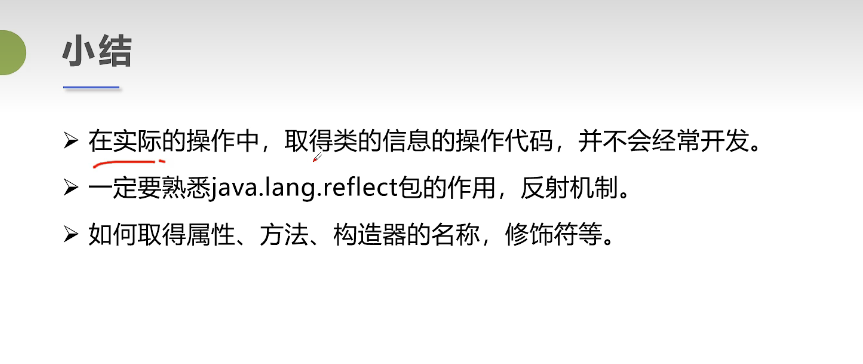 小结
在实际的操作中，取得类的信息的操作代码，并不会经常开发。
一定要熟悉java.lang.reflect包的作用，反射机制。
如何取得属性、方法、构造器的名称，修饰符等。